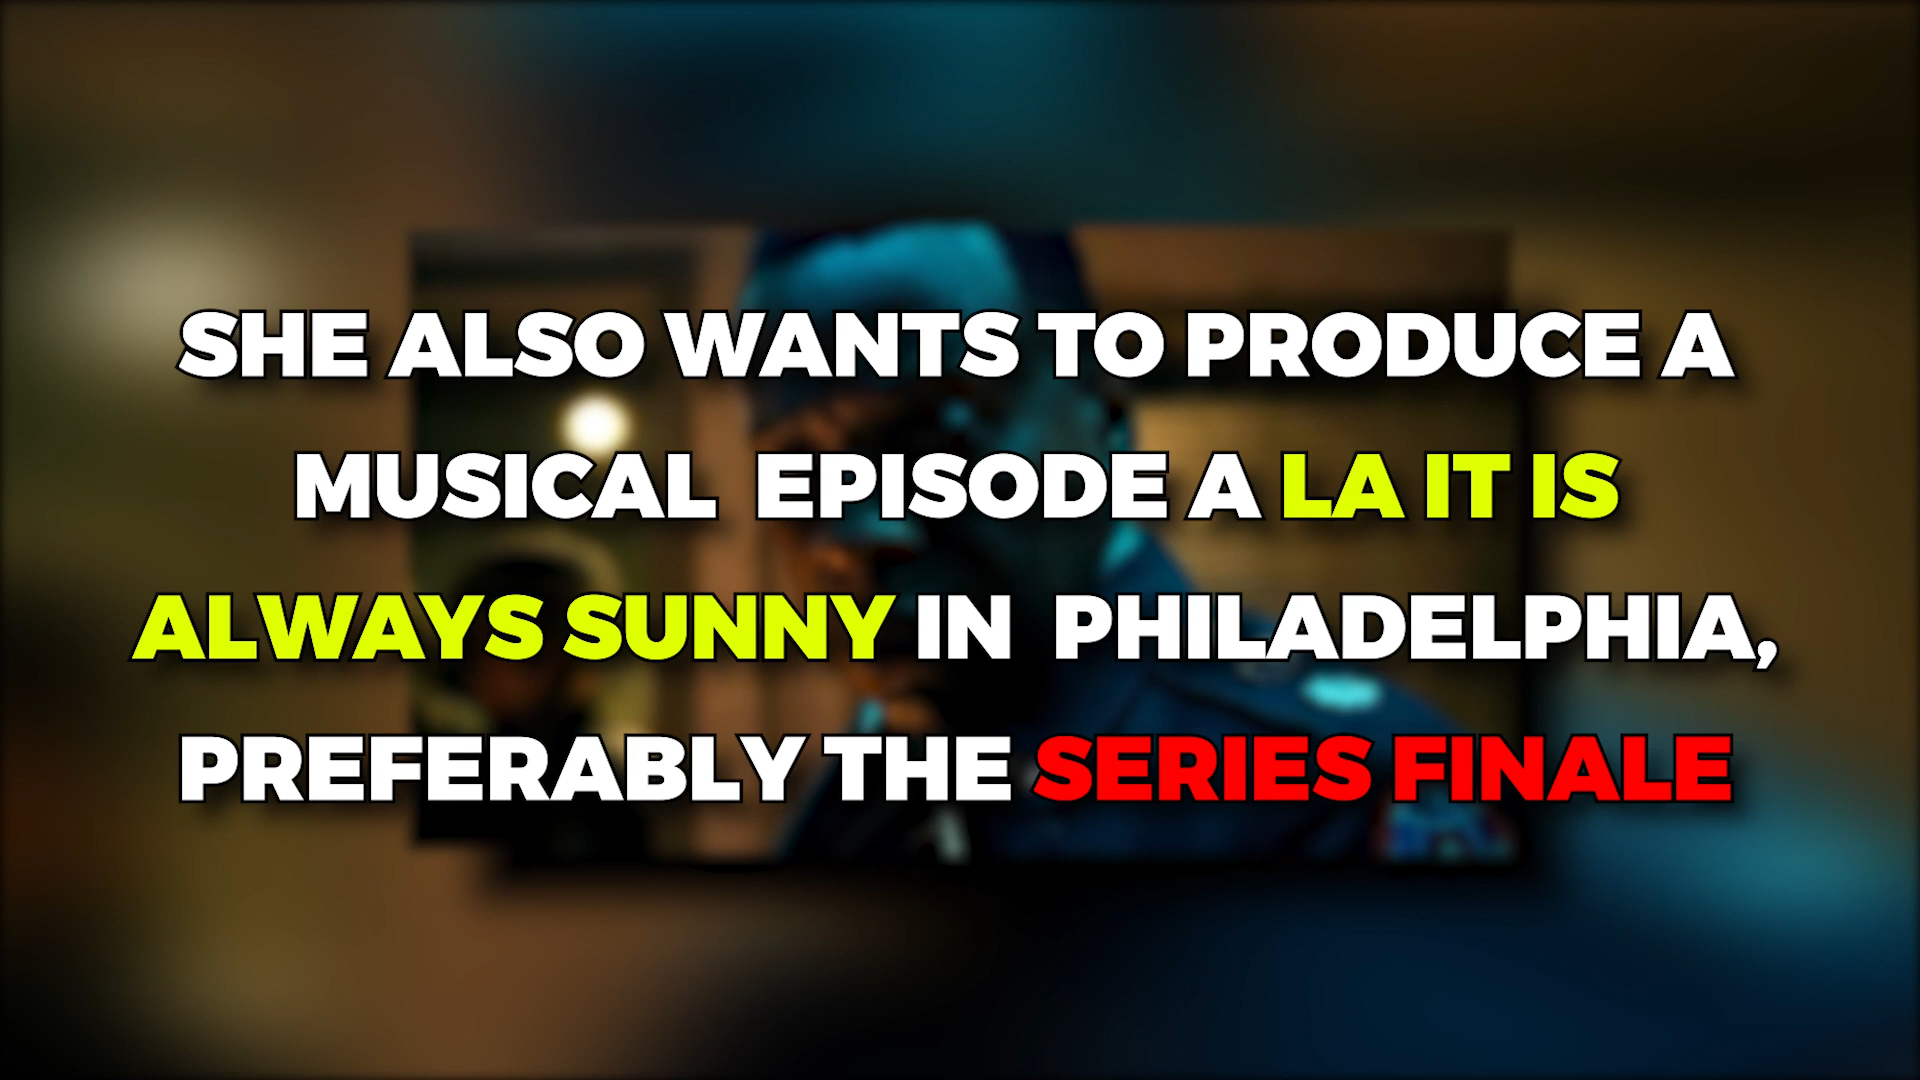 SHE ALSO WANTS TO PRODUCE A
MUSICAL EPISODE A LA IT IS
ALWAYS SUNNY IN PHILADELPHIA,
PREFERABLY THE SERIES FINALE